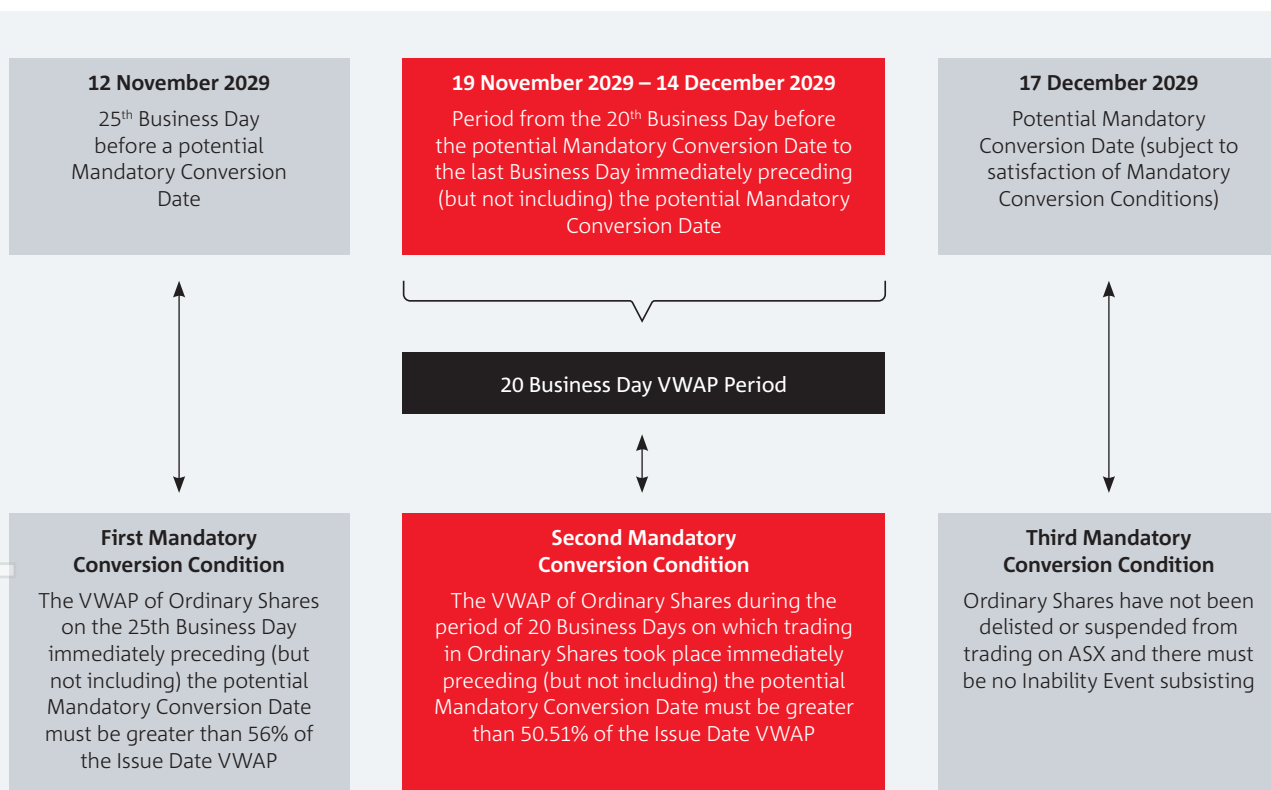 12 November 2029
25th Business Day
before a potential
Mandatory Conversion
Date
19 November 2029 – 14 December 2029
Period from the 20th Business Day before
the potential Mandatory Conversion Date to
the last Business Day immediately preceding
(but not including) the potential Mandatory
Conversion Date
17 December 2029
Potential Mandatory
Conversion Date (subject to
satisfaction of Mandatory
Conversion Conditions)
20 Business Day VWAP Period
First Mandatory
Conversion Condition
The VWAP of Ordinary Shares
on the 25th Business Day
immediately preceding (but
not including) the potential
Mandatory Conversion Date
must be greater than 56% of
the Issue Date VWAP
Second Mandatory
Conversion Condition
The VWAP of Ordinary Shares during the
period of 20 Business Days on which trading
in Ordinary Shares took place immediately
preceding (but not including) the potential
Mandatory Conversion Date must be greater
than 50.51% of the Issue Date VWAP
Third Mandatory
Conversion Condition
Ordinary Shares have not been
delisted or suspended from
trading on ASX and there must
be no Inability Event subsisting